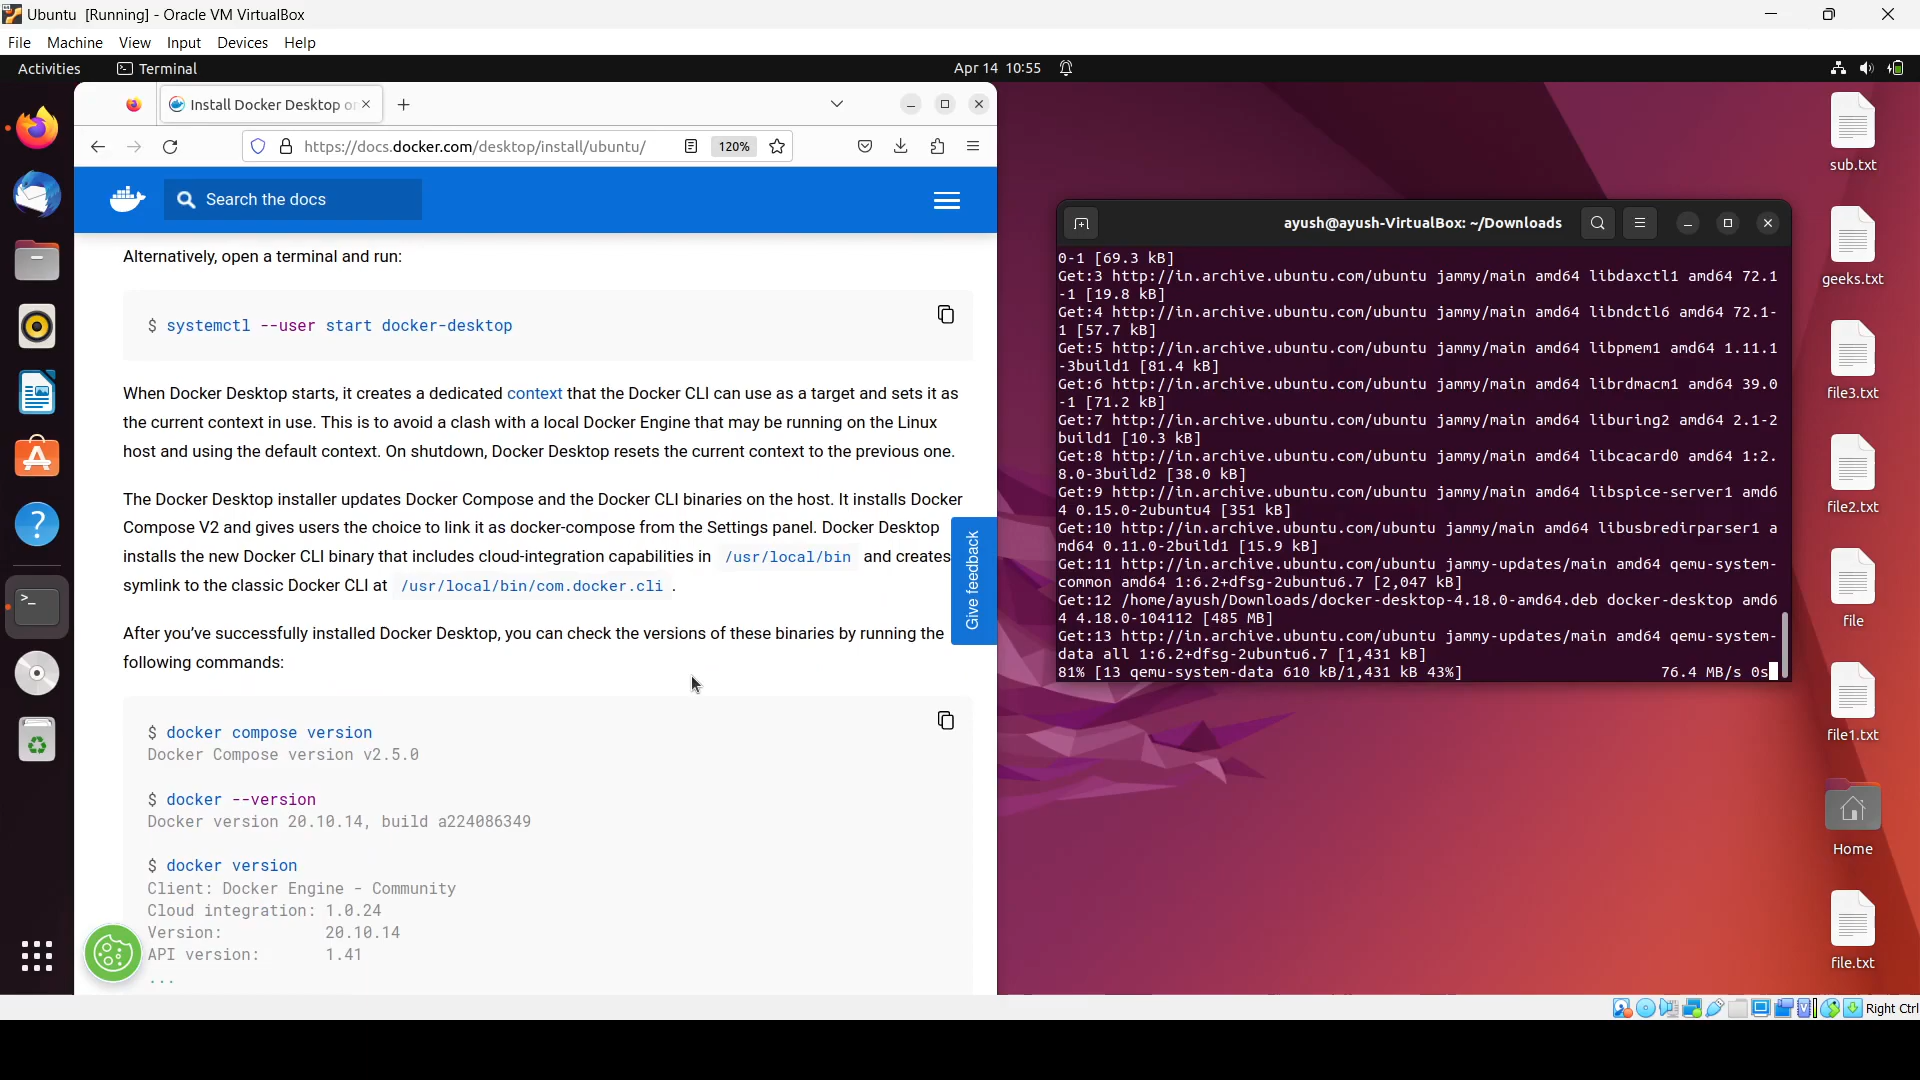 Ubuntu [Running] - Oracle VM VirtualBox
File Machine View Input Devices Help
Activities Terminal Apr 14 10:55
Install Docker Desktop or
https://docs.docker.com/desktop/install/ubuntu/ 120%
Search the docs
Alternatively, open a terminal and run:
$ systemctl --user start docker-desktop
When Docker Desktop starts, it creates a dedicated context that the Docker CLI can use as a target and sets it as
the current context in use. This is to avoid a clash with a local Docker Engine that may be running on the Linux
host and using the default context. On shutdown, Docker Desktop resets the current context to the previous one.
The Docker Desktop installer updates Docker Compose and the Docker CLI binaries on the host. It installs Docker
Compose V2 and gives users the choice to link it as docker-compose from the Settings panel. Docker Desktop
installs the new Docker CLI binary that includes cloud-integration capabilities in /usr/local/bin and creates
symlink to the classic Docker CLI at /usr/local/bin/com.docker.cli .
After you've successfully installed Docker Desktop, you can check the versions of these binaries by running the
following commands:
$ docker compose version
Docker Compose version v2.5.0
$ docker --version
Docker version 20.10.14, build a224086349
$ docker version
Client: Docker Engine - Community
Cloud integration: 1.0.24
Version: 20.10.14
API version: 1.41
...
Give feedback
ayush@ayush-VirtualBox: ~/Downloads
0-1 [69.3 kB]
Get:3 http://in.archive.ubuntu.com/ubuntu jammy/main amd64 libdaxctl1 amd64 72.1
-1 [19.8 kB]
Get:4 http://in.archive.ubuntu.com/ubuntu jammy/main amd64 libndctl6 amd64 72.1-
1 [57.7 kB]
Get:5 http://in.archive.ubuntu.com/ubuntu jammy/main amd64 libpmem1 amd64 1.11.1
-3build1 [81.4 kB]
Get:6 http://in.archive.ubuntu.com/ubuntu jammy/main amd64 librdmacm1 amd64 39.0
-1 [71.2 kB]
Get:7 http://in.archive.ubuntu.com/ubuntu jammy/main amd64 liburing2 amd64 2.1-2
build1 [10.3 kB]
Get:8 http://in.archive.ubuntu.com/ubuntu jammy/main amd64 libcacard0 amd64 1:2.
8.0-3build2 [38.0 kB]
Get:9 http://in.archive.ubuntu.com/ubuntu jammy/main amd64 libspice-server1 amd6
4 0.15.0-2ubuntu4 [351 kB]
Get:10 http://in.archive.ubuntu.com/ubuntu jammy/main amd64 libusbredirparser1 a
md64 0.11.0-2build1 [15.9 kB]
Get:11 http://in.archive.ubuntu.com/ubuntu jammy-updates/main amd64 qemu-system-
common amd64 1:6.2+dfsg-2ubuntu6.7 [2,047 kB]
Get:12 /home/ayush/Downloads/docker-desktop-4.18.0-amd64.deb docker-desktop amd6
4 4.18.0-104112 [485 MB]
Get:13 http://in.archive.ubuntu.com/ubuntu jammy-updates/main amd64 qemu-system-
data all 1:6.2+dfsg-2ubuntu6.7 [1,431 kB]
81% [13 qemu-system-data 610 kB/1,431 kB 43%] 76.4 MB/s 0s
sub.txt
geeks.txt
file3.txt
file2.txt
file
file1.txt
Home
file.txt
Right Ctrl